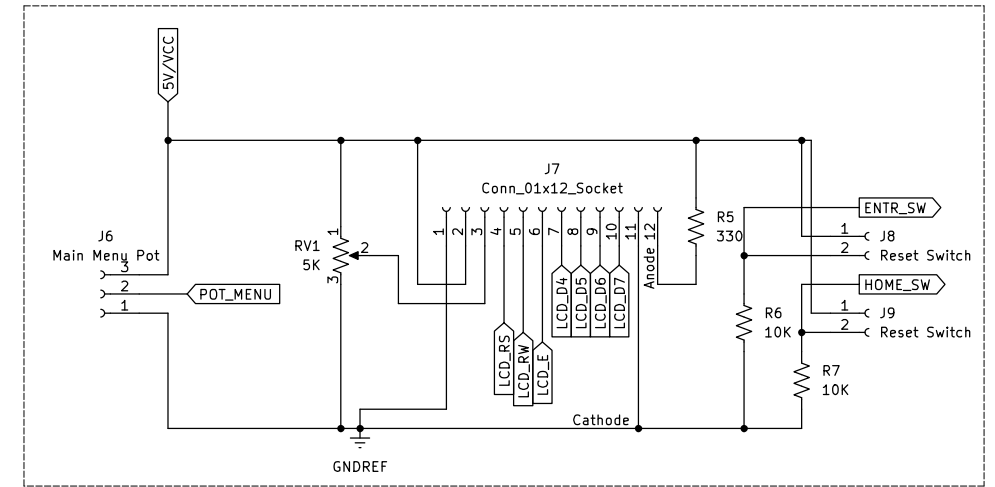 5V/VCC
J7
Conn_01x12_Socket
1
2
3
4
5
6
7
8
9
10
11
Anode 12
LCD_RS
LCD_RW
LCD_E
LCD_D4
LCD_D5
LCD_D6
LCD_D7
J6
Main Menu Pot
3
2
1
POT_MENU
RV1
5K
1
2
3
R5
330
ENTR_SW
1
J8
2
Reset Switch
HOME_SW
1
J9
2
Reset Switch
R6
10K
R7
10K
Cathode
GNDREF